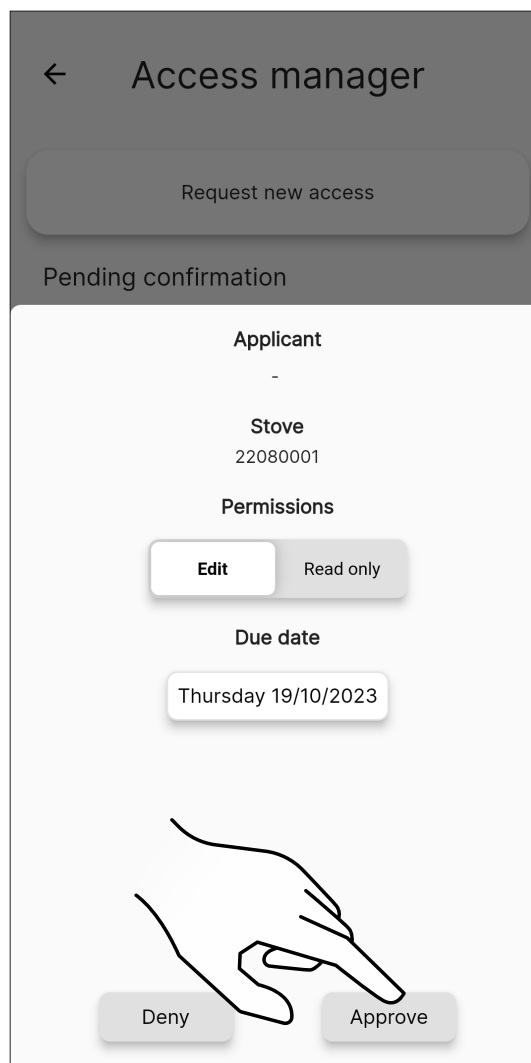 Access manager
Request new access
Pending confirmation
Applicant
-
Stove
22080001
Permissions
Edit Read only
Due date
Thursday 19/10/2023
Deny Approve